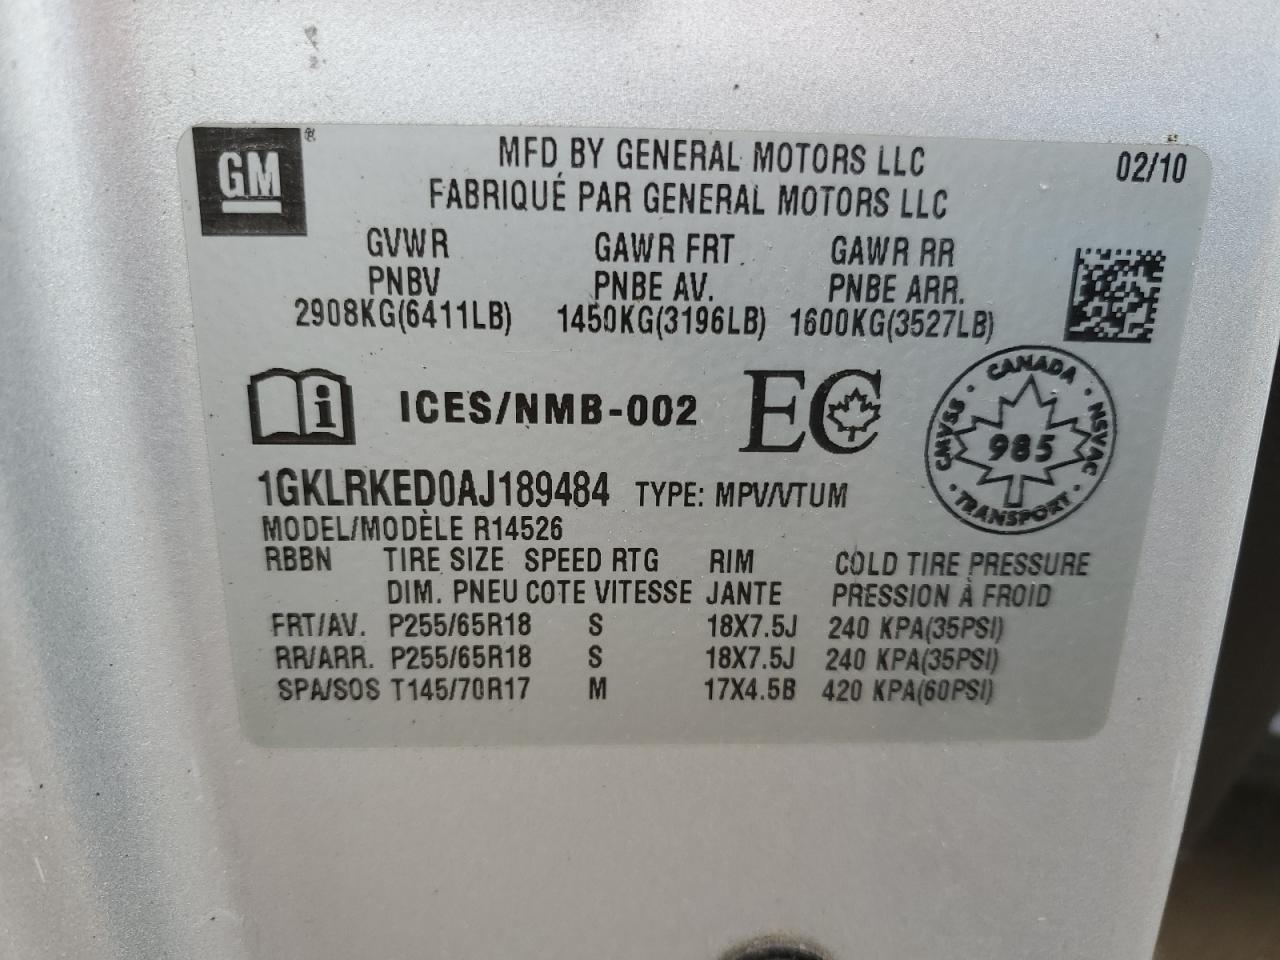 GM ® MFD BY GENERAL MOTORS LLC 02/10
FABRIQUÉ PAR GENERAL MOTORS LLC
GVWR GAWR FRT GAWR RR
PNBV PNBE AV. PNBE ARR.
2908KG(6411LB) 1450KG(3196LB) 1600KG(3527LB)
i ICES/NMB-002 EC
CANADA
CMVSS 985 NSVAC
TRANSPORT
1GKLRKED0AJ189484 TYPE: MPV/VTUM
MODEL/MODÈLE R14526
RBBN TIRE SIZE SPEED RTG RIM COLD TIRE PRESSURE
DIM. PNEU COTE VITESSE JANTE PRESSION À FROID
FRT/AV. P255/65R18 S 18X7.5J 240 KPA(35PSI)
RR/ARR. P255/65R18 S 18X7.5J 240 KPA(35PSI)
SPA/SOS T145/70R17 M 17X4.5B 420 KPA(60PSI)